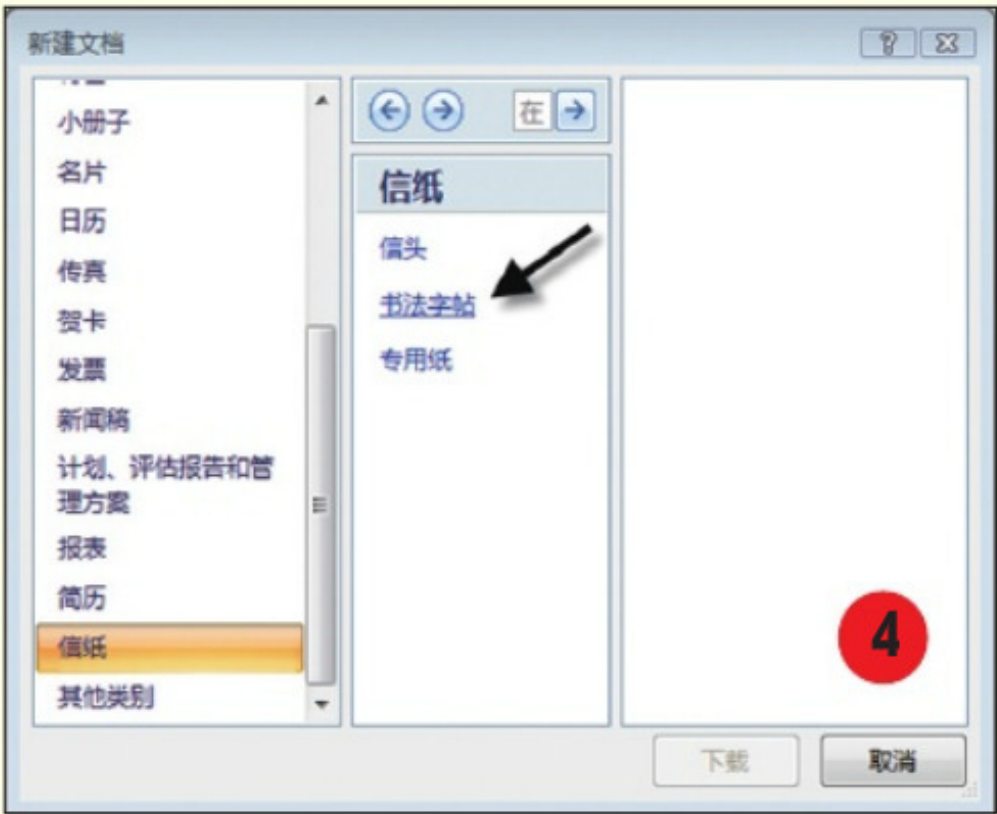 新建文档
小册子
名片
日历
传真
贺卡
发票
新闻稿
计划、评估报告和管
理方案
报表
简历
信纸
其他类别
在
信纸
信头
书法字帖
专用纸
4
下载
取消